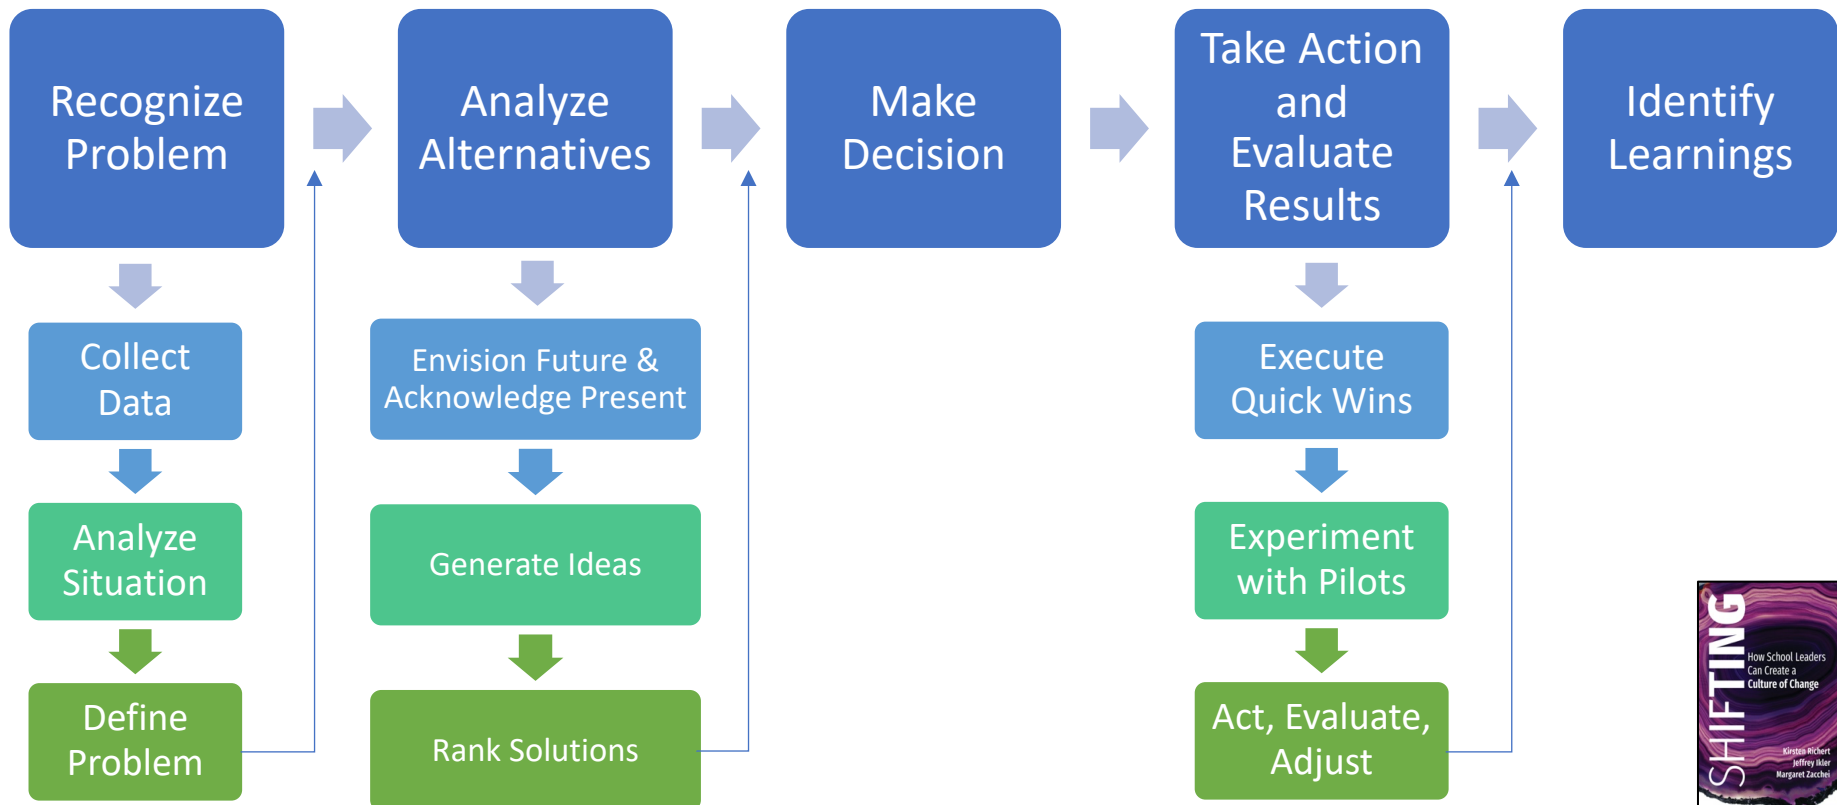 Recognize
Problem
Analyze
Alternatives
Make
Decision
Take Action
and
Evaluate
Results
Identify
Learnings
Collect
Data
Analyze
Situation
Define
Problem
Envision Future &
Acknowledge Present
Generate Ideas
Rank Solutions
Execute
Quick Wins
Experiment
with Pilots
Act, Evaluate,
Adjust
SHIFTING
How School Leaders
Can Create a
Culture of Change
Kirsten Richert
Jeffrey Ikler
Margaret Zacchei